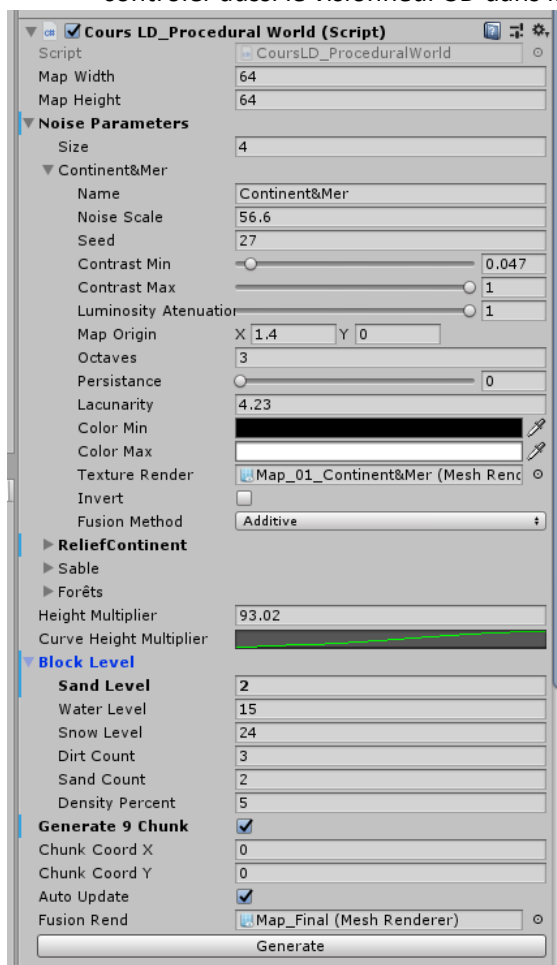 Cours LD_Procedural World (Script)
Script CoursLD_ProceduralWorld
Map Width 64
Map Height 64
Noise Parameters
Size 4
Continent&Mer
Name Continent&Mer
Noise Scale 56.6
Seed 27
Contrast Min 0.047
Contrast Max 1
Luminosity Atenuation 1
Map Origin X 1.4 Y 0
Octaves 3
Persistance 0
Lacunarity 4.23
Color Min
Color Max
Texture Render Map_01_Continent&Mer (Mesh Renc
Invert
Fusion Method Additive
ReliefContinent
Sable
Forêts
Height Multiplier 93.02
Curve Height Multiplier
Block Level
Sand Level 2
Water Level 15
Snow Level 24
Dirt Count 3
Sand Count 2
Density Percent 5
Generate 9 Chunk
Chunk Coord X 0
Chunk Coord Y 0
Auto Update
Fusion Rend Map_Final (Mesh Renderer)
Generate